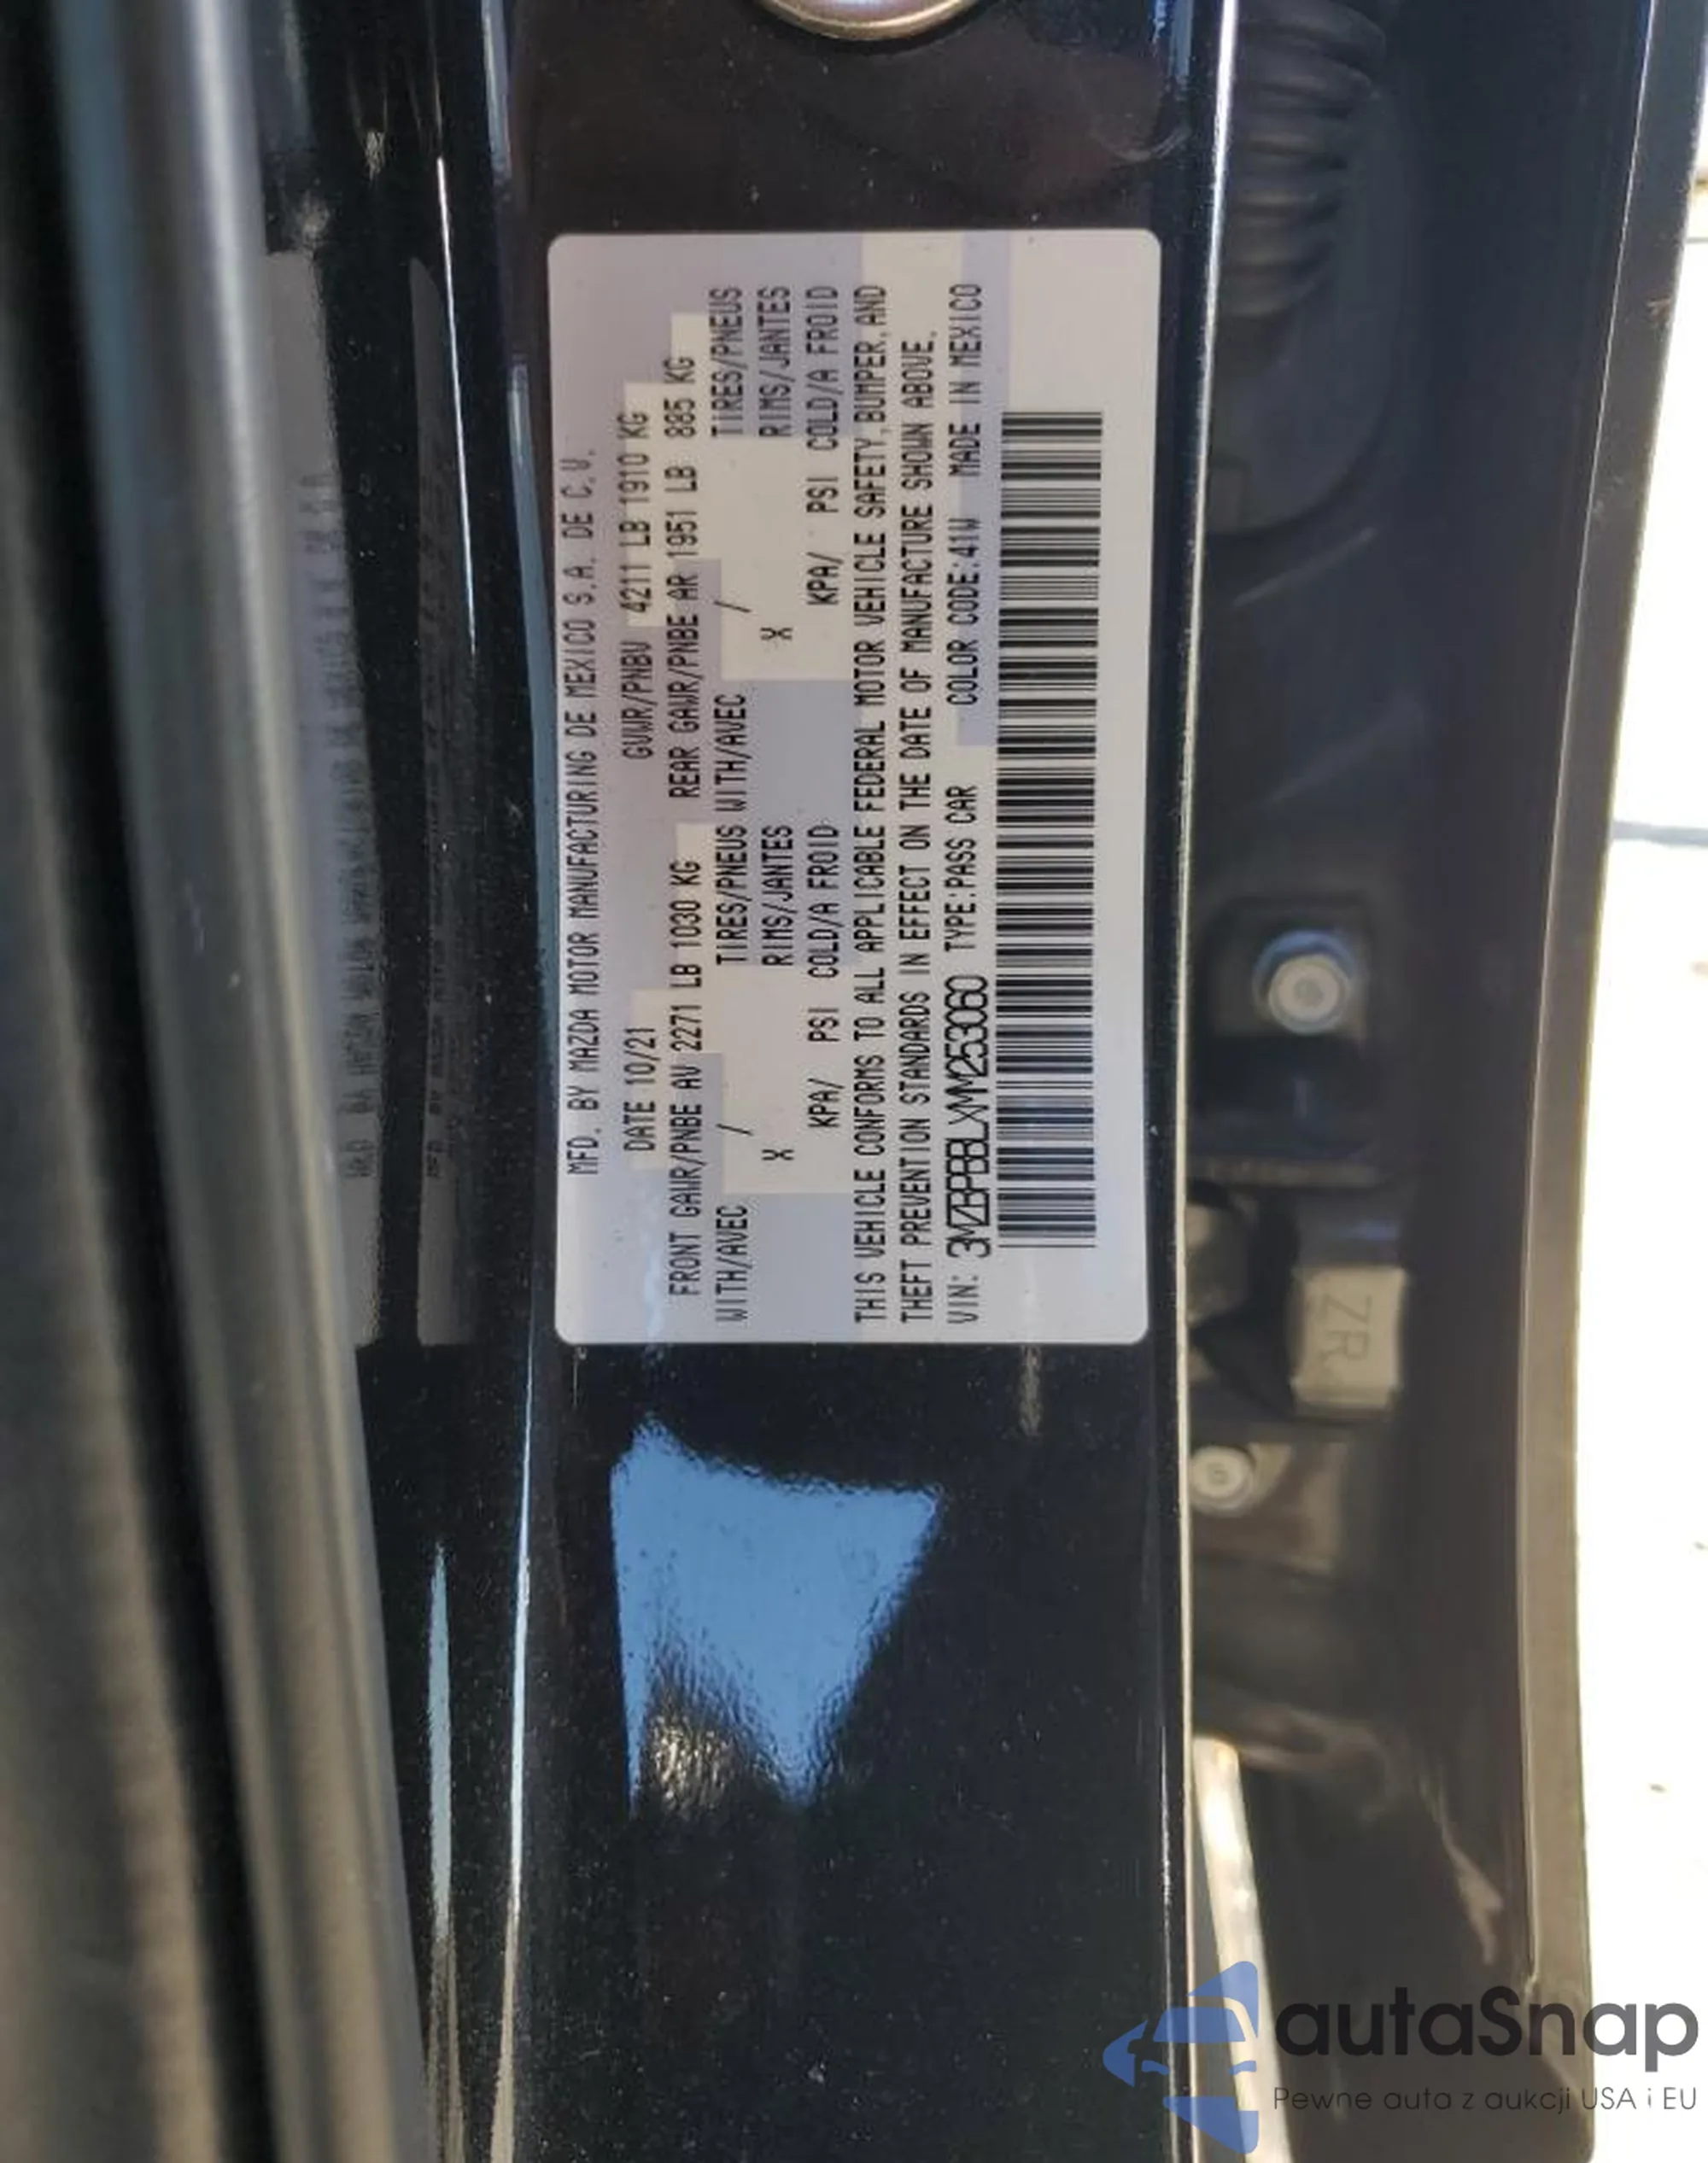 MFD. BY MAZDA MOTOR MANUFACTURING DE MEXICO S.A. DE C.V.
DATE 10/21 GVWR/PNBV 4211 LB 1910 KG
FRONT GAWR/PNBE AV 2271 LB 1030 KG REAR GAWR/PNBE AR 1951 LB 885 KG
WITH/AVEC / TIRES/PNEUS WITH/AVEC / TIRES/PNEUS
X RIMS/JANTES X RIMS/JANTES
KPA/ PSI COLD/A FROID KPA/ PSI COLD/A FROID
THIS VEHICLE CONFORMS TO ALL APPLICABLE FEDERAL MOTOR VEHICLE SAFETY,BUMPER,AND
THEFT PREVENTION STANDARDS IN EFFECT ON THE DATE OF MANUFACTURE SHOWN ABOVE.
VIN: 3MZBPBBLXMM253060 TYPE:PASS CAR COLOR CODE:41W MADE IN MEXICO
ZR
autaSnap
Pewne auta z aukcji USA i EU